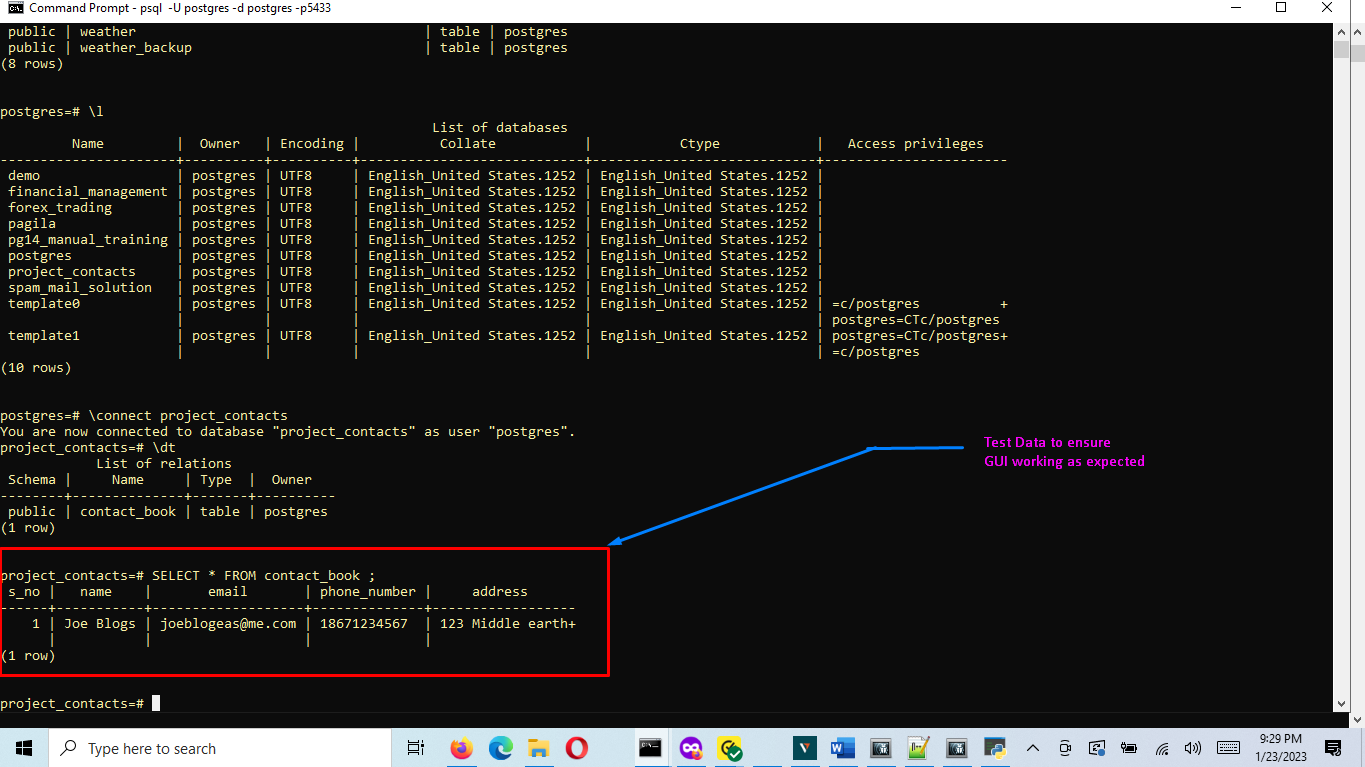 Command Prompt - psql  -U postgres -d postgres -p5433
 public | weather                                    | table | postgres
 public | weather_backup                             | table | postgres
(8 rows)
postgres=# \l
                                                      List of databases
         Name         |  Owner   | Encoding |          Collate           |           Ctype            |   Access privileges
----------------------+----------+----------+----------------------------+----------------------------+-----------------------
 demo                 | postgres | UTF8     | English_United States.1252 | English_United States.1252 |
 financial_management | postgres | UTF8     | English_United States.1252 | English_United States.1252 |
 forex_trading        | postgres | UTF8     | English_United States.1252 | English_United States.1252 |
 pagila               | postgres | UTF8     | English_United States.1252 | English_United States.1252 |
 pg14_manual_training | postgres | UTF8     | English_United States.1252 | English_United States.1252 |
 postgres             | postgres | UTF8     | English_United States.1252 | English_United States.1252 |
 project_contacts     | postgres | UTF8     | English_United States.1252 | English_United States.1252 |
 spam_mail_solution   | postgres | UTF8     | English_United States.1252 | English_United States.1252 |
 template0            | postgres | UTF8     | English_United States.1252 | English_United States.1252 | =c/postgres          +
                      |          |          |                            |                            | postgres=CTc/postgres
 template1            | postgres | UTF8     | English_United States.1252 | English_United States.1252 | postgres=CTc/postgres+
                      |          |          |                            |                            | =c/postgres
(10 rows)
postgres=# \connect project_contacts
You are now connected to database "project_contacts" as user "postgres".
project_contacts=# \dt
            List of relations
 Schema |     Name     | Type  |  Owner
--------+--------------+-------+----------
 public | contact_book | table | postgres
(1 row)
Test Data to ensure
GUI working as expected
project_contacts=# SELECT * FROM contact_book ;
 s_no |   name    |       email       | phone_number |     address
------+-----------+-------------------+--------------+------------------
    1 | Joe Blogs | joeblogeas@me.com | 18671234567  | 123 Middle earth+
      |           |                   |              |
(1 row)
project_contacts=#
Type here to search
9:29 PM
1/23/2023